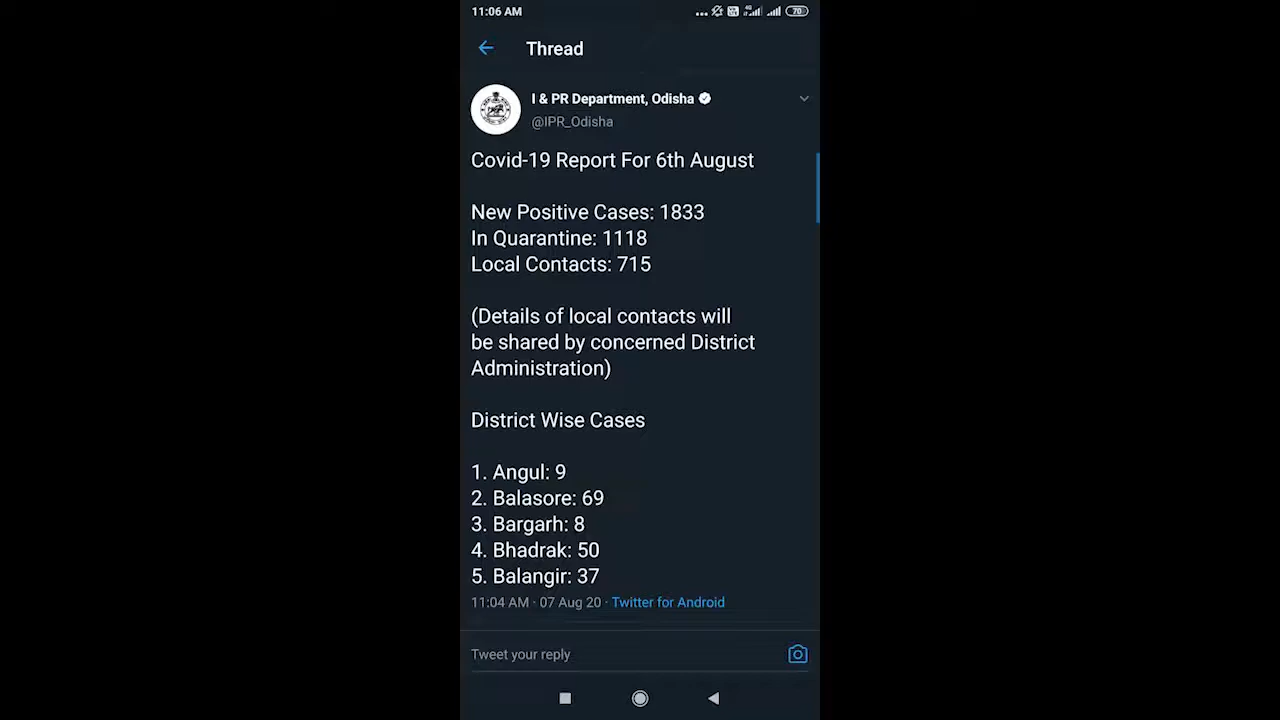 11:06 AM
4G
70
Thread
I & PR Department, Odisha
@IPR_Odisha
Covid-19 Report For 6th August
New Positive Cases: 1833
In Quarantine: 1118
Local Contacts: 715
(Details of local contacts will
be shared by concerned District
Administration)
District Wise Cases
1. Angul: 9
2. Balasore: 69
3. Bargarh: 8
4. Bhadrak: 50
5. Balangir: 37
11:04 AM · 07 Aug 20 · Twitter for Android
Tweet your reply